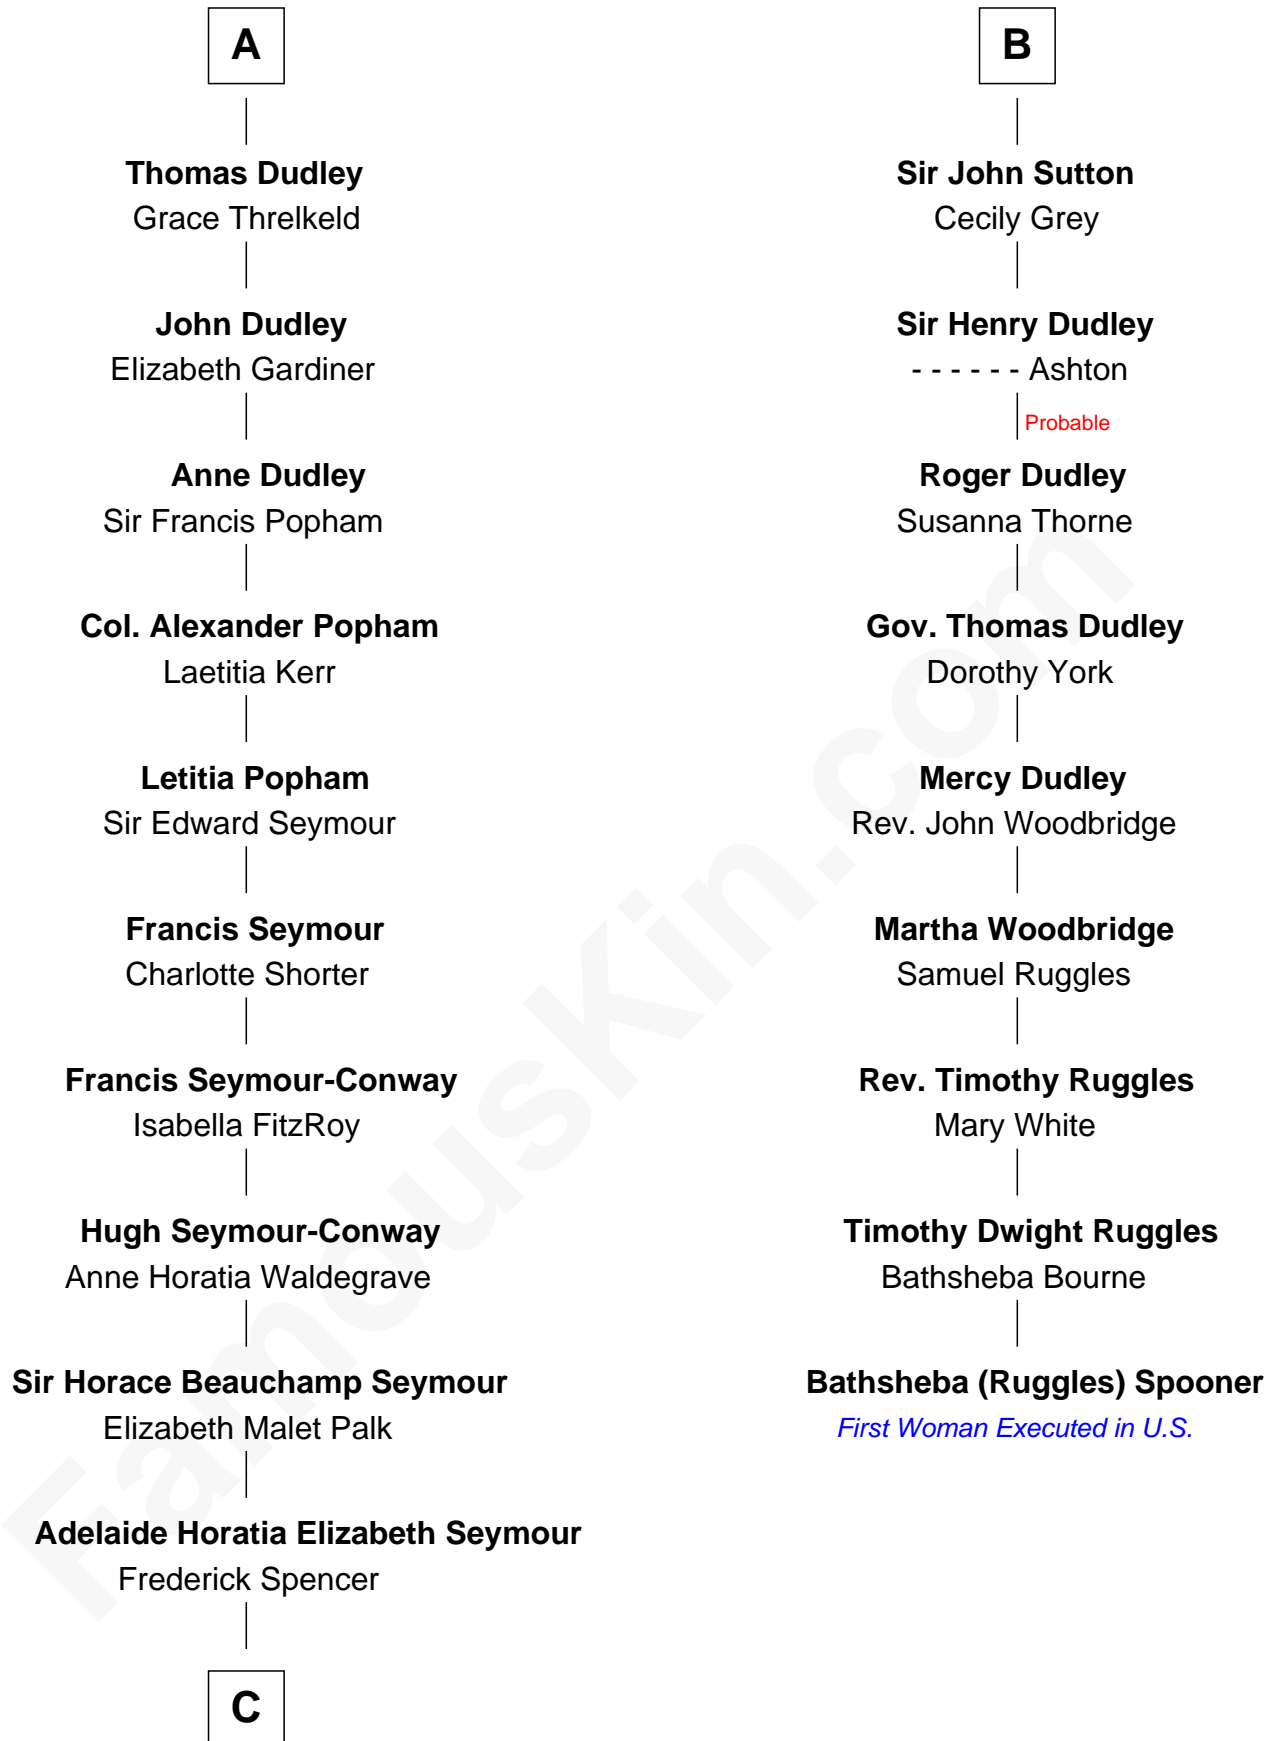 A
Thomas Dudley
Grace Threlkeld
John Dudley
Elizabeth Gardiner
Anne Dudley
Sir Francis Popham
Col. Alexander Popham
Laetitia Kerr
Letitia Popham
Sir Edward Seymour
Francis Seymour
Charlotte Shorter
Francis Seymour-Conway
Isabella FitzRoy
Hugh Seymour-Conway
Anne Horatia Waldegrave
Sir Horace Beauchamp Seymour
Elizabeth Malet Palk
Adelaide Horatia Elizabeth Seymour
Frederick Spencer
C
B
Sir John Sutton
Cecily Grey
Sir Henry Dudley
- - - - - - Ashton
Probable
Roger Dudley
Susanna Thorne
Gov. Thomas Dudley
Dorothy York
Mercy Dudley
Rev. John Woodbridge
Martha Woodbridge
Samuel Ruggles
Rev. Timothy Ruggles
Mary White
Timothy Dwight Ruggles
Bathsheba Bourne
Bathsheba (Ruggles) Spooner
First Woman Executed in U.S.
FamousKin.com